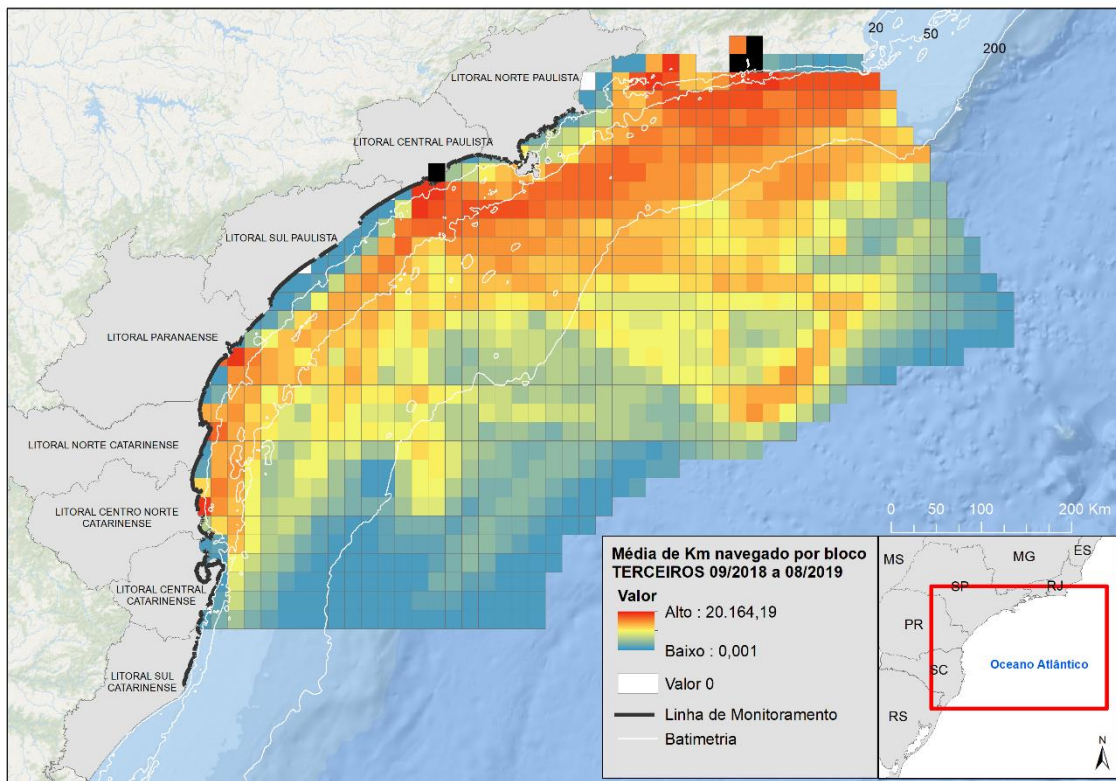 20
50
200
LITORAL NORTE PAULISTA
LITORAL CENTRAL PAULISTA
LITORAL SUL PAULISTA
LITORAL PARANAENSE
LITORAL NORTE CATARINENSE
LITORAL CENTRO NORTE
CATARINENSE
LITORAL CENTRAL
CATARINENSE
LITORAL SUL
CATARINENSE
0 50 100 200 Km
Média de Km navegado por bloco
TERCEIROS 09/2018 a 08/2019
Valor
Alto : 20.164,19
Baixo : 0,001
Valor 0
Linha de Monitoramento
Batimetria
MS
MG
ES
SP
RJ
PR
SC
Oceano Atlântico
RS
N